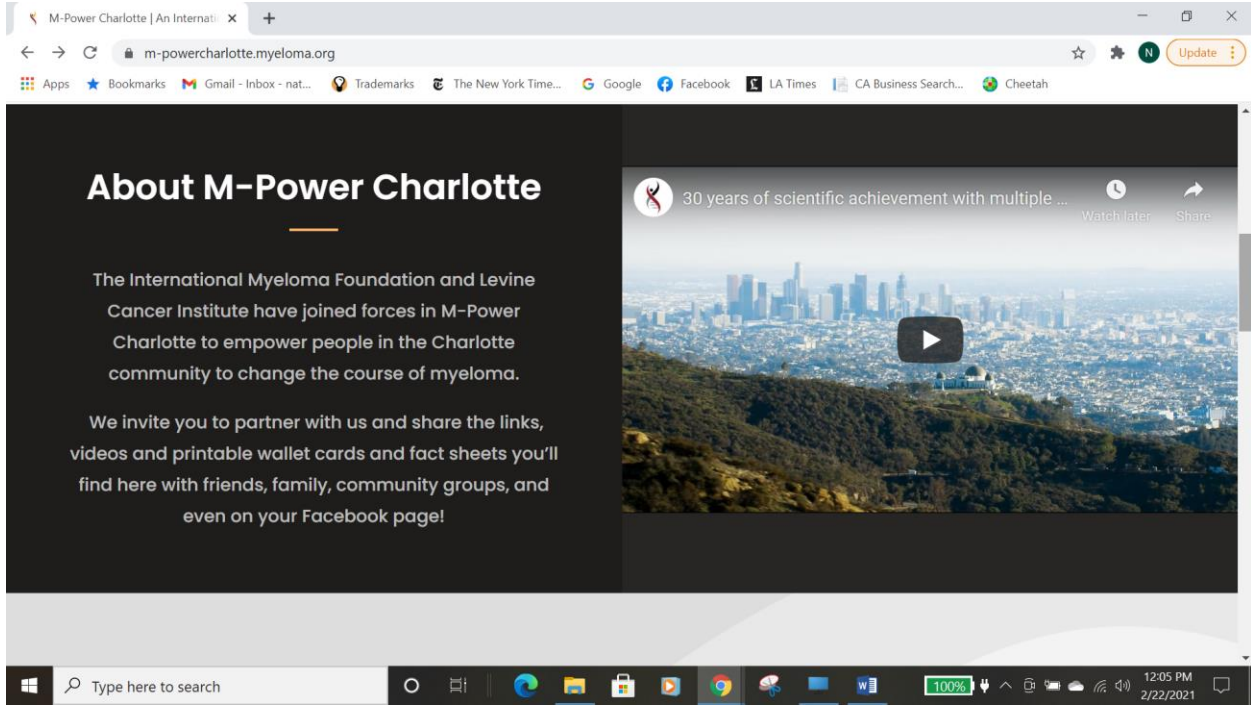 M-Power Charlotte | An Internati
m-powercharlotte.myeloma.org
N
Update
Apps
Bookmarks
Gmail - Inbox - nat...
Trademarks
The New York Time...
Google
Facebook
LA Times
CA Business Search...
Cheetah
About M-Power Charlotte
The International Myeloma Foundation and Levine
Cancer Institute have joined forces in M-Power
Charlotte to empower people in the Charlotte
community to change the course of myeloma.
We invite you to partner with us and share the links,
videos and printable wallet cards and fact sheets you'll
find here with friends, family, community groups, and
even on your Facebook page!
30 years of scientific achievement with multiple ...
Watch later
Share
Type here to search
100%
12:05 PM
2/22/2021